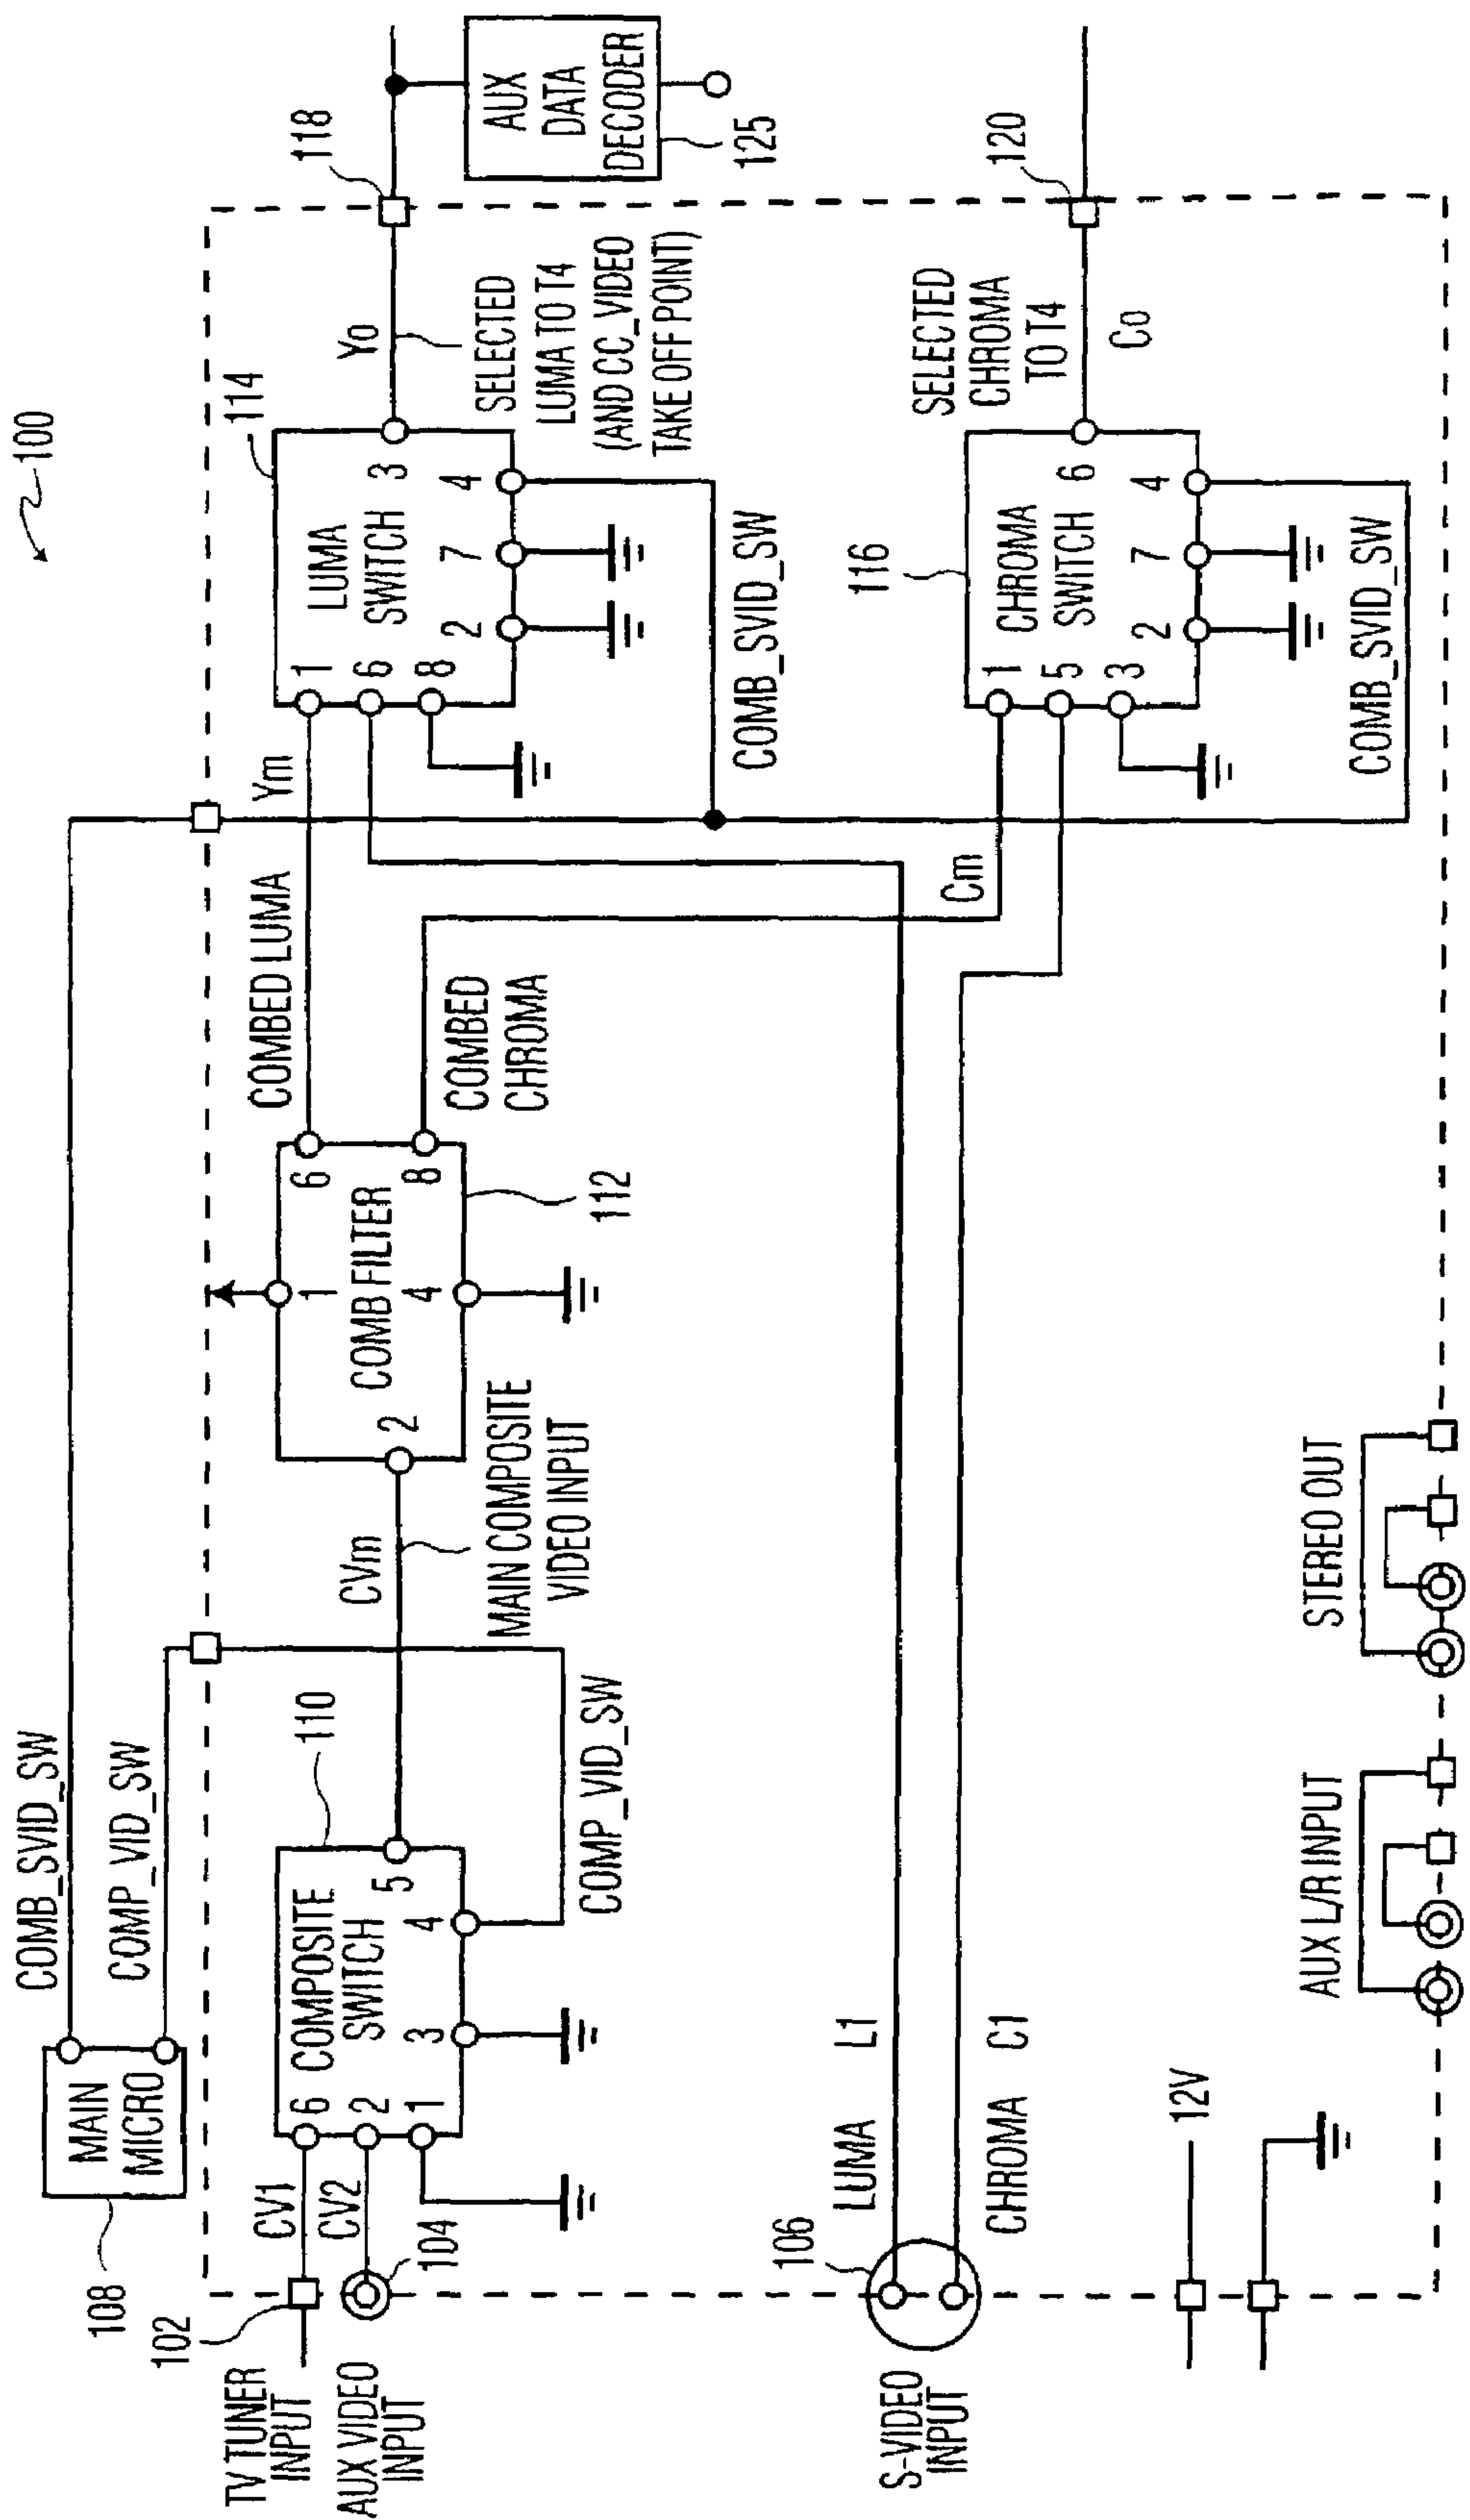 100
COMB_SVID_SW
COMP_VID_SW
MAIN
MICRO
108
102
TV TUNER
INPUT
CV1
CV2
AUX VIDEO
INPUT
104
COMPOSITE
SWITCH
6
2
1
3
4
5
110
COMP_VID_SW
CVm
MAIN COMPOSITE
VIDEO INPUT
COMB FILTER
2
1
4
6
8
112
COMBED LUMA
COMBED
CHROMA
Ym
Cm
LUMA
SWITCH
1
6
8
2
7
4
3
114
COMB_SVID_SW
Yo
SELECTED
LUMA TO T4
(AND CC_VIDEO
TAKE OFF POINT)
118
AUX
DATA
DECODER
125
CHROMA
SWITCH
1
5
3
2
7
4
6
116
COMB_SVID_SW
SELECTED
CHROMA
TO T4
Co
120
S-VIDEO
INPUT
106
LUMA L1
CHROMA C1
12V
AUX L/R INPUT
STEREO OUT